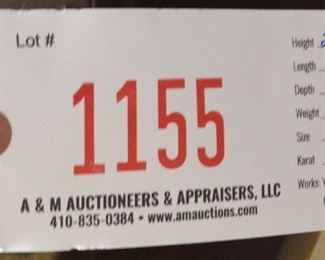 Lot #
1155
A & M AUCTIONEERS & APPRAISERS, LLC
410-835-0384 • www.amauctions.com
Height
Length
Depth
Weight
Size
Karat
Works: